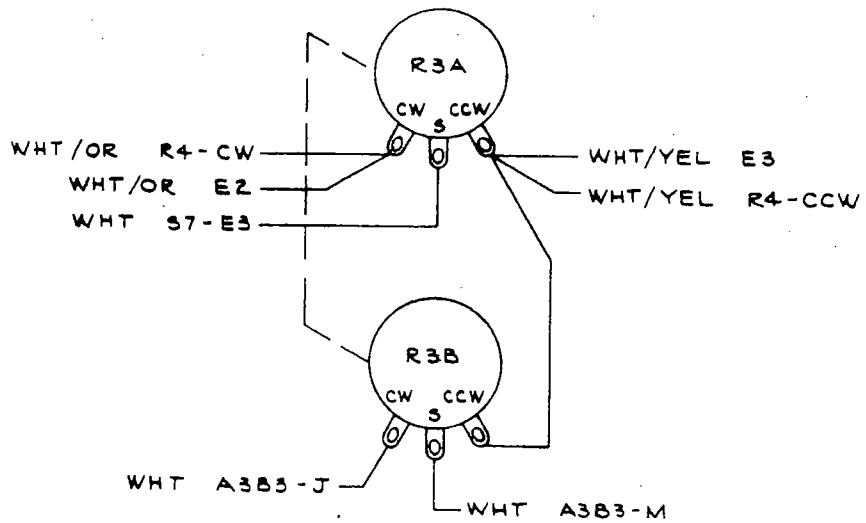 R3A
CW CCW
S
WHT/OR R4-CW
WHT/OR E2
WHT S7-E3
WHT/YEL E3
WHT/YEL R4-CCW
R3B
CW CCW
S
WHT A3B3-J
WHT A3B3-M